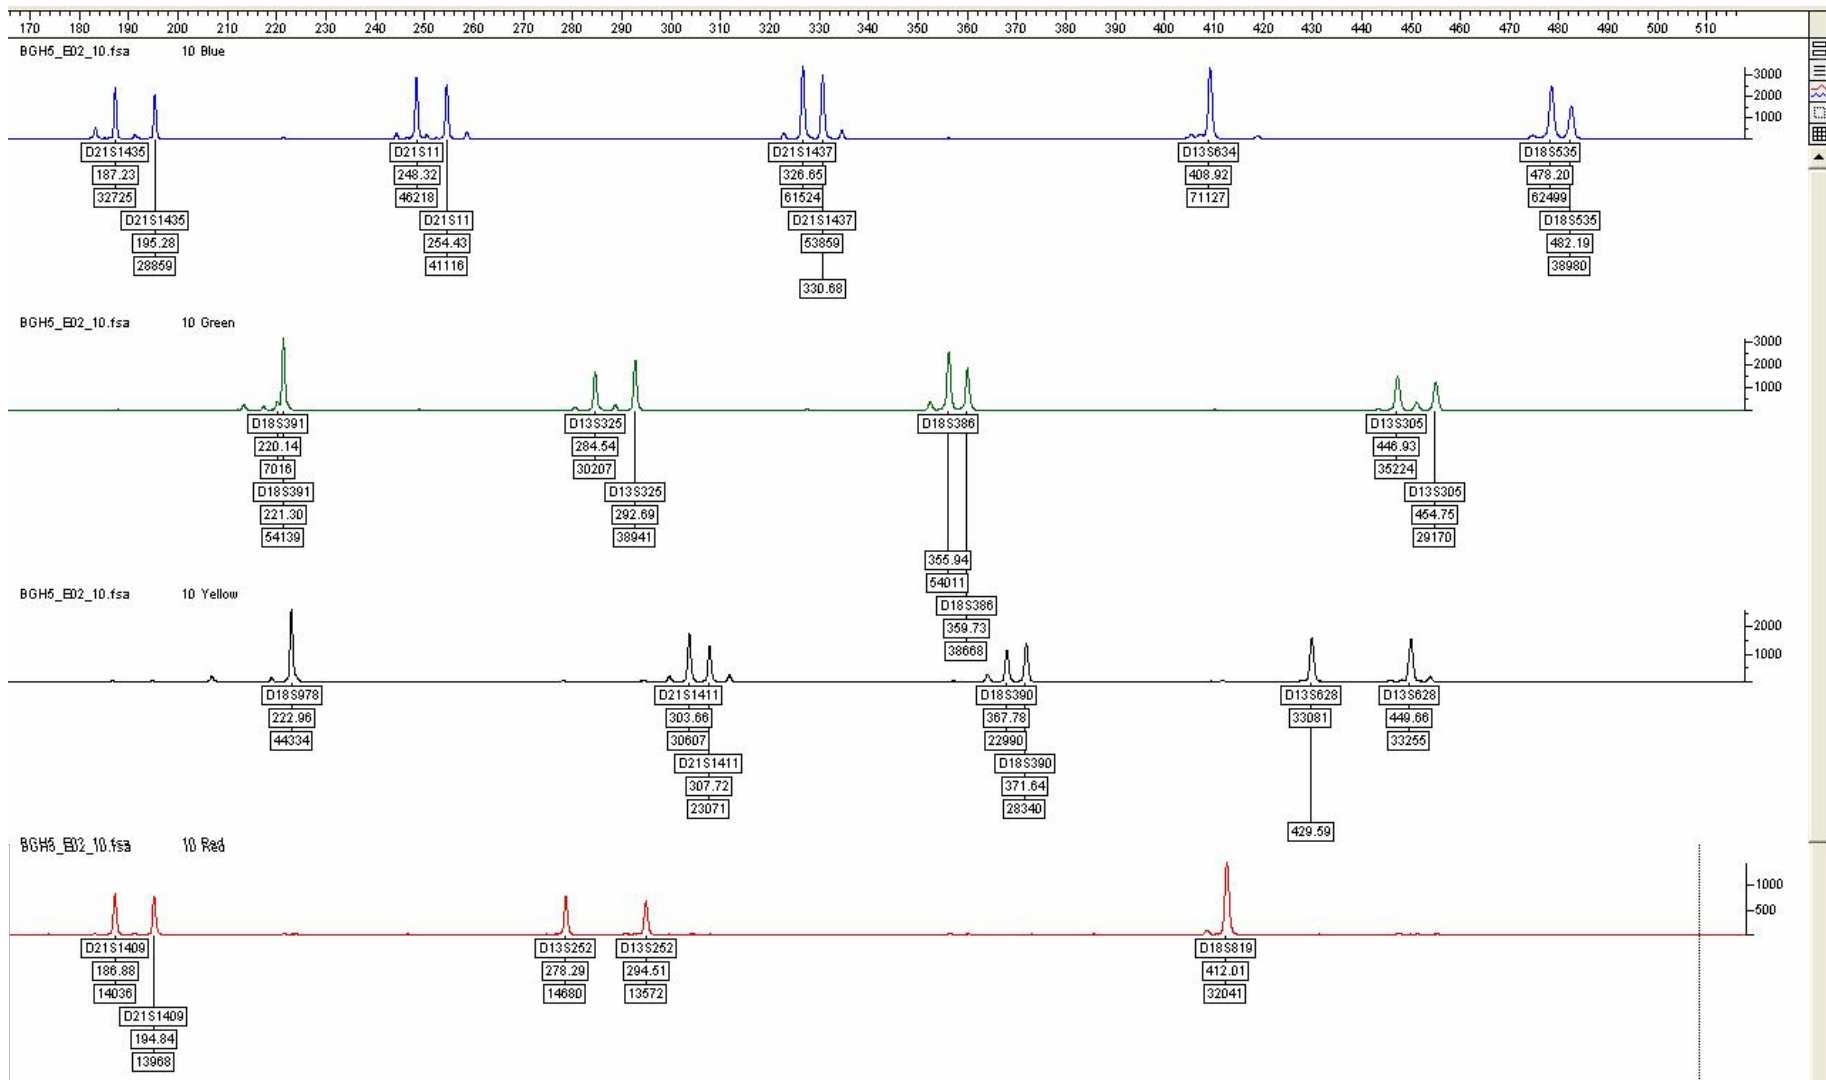 170 180 190 200 210 220 230 240 250 260 270 280 290 300 310 320 330 340 350 360 370 380 390 400 410 420 430 440 450 460 470 480 490 500 510
BGH5_E02_10.fsa 10 Blue
3000
2000
1000
D21S1435 D21S11 D21S1437 D13S634 D18S535
187.23 248.32 326.65 408.92 478.20
32725 46218 61524 71127 62499
D21S1435 D21S11 D21S1437 D18S535
195.28 254.43 53859 482.19
28859 41116 38980
330.68
BGH5_E02_10.fsa 10 Green
3000
2000
1000
D18S391 D13S325 D18S386 D13S305
220.14 284.54 446.93
7016 30207 35224
D18S391 D13S325 D13S305
221.30 292.69 454.75
54139 38941 29170
355.94
54011
BGH5_E02_10.fsa 10 Yellow
D18S386
359.73
38668
2000
1000
D18S978 D21S1411 D18S390 D13S628 D13S628
222.96 303.66 367.78 33081 449.66
44334 30607 22990 33255
D21S1411 D18S390
307.72 371.64
23071 28340
429.59
BGH5_E02_10.fsa 10 Red
1000
500
D21S1409 D13S252 D13S252 D18S819
186.88 278.29 294.51 412.01
14036 14680 13572 32041
D21S1409
194.84
13968